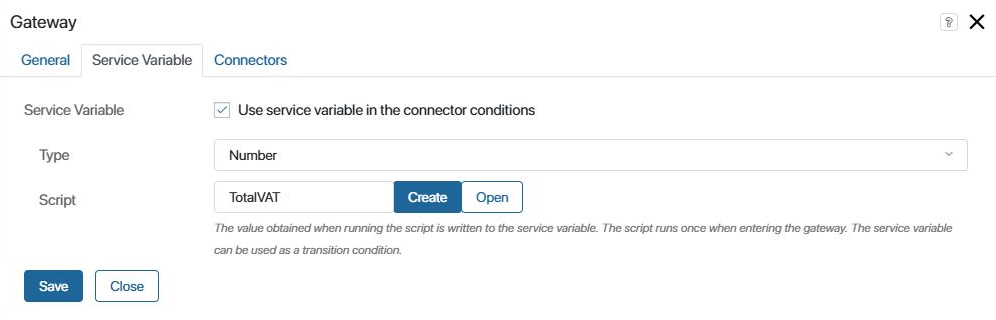 Gateway
?
General Service Variable Connectors
Service Variable Use service variable in the connector conditions
Type Number
Script TotalVAT Create Open
The value obtained when running the script is written to the service variable. The script runs once when entering the gateway. The service variable
can be used as a transition condition.
Save Close